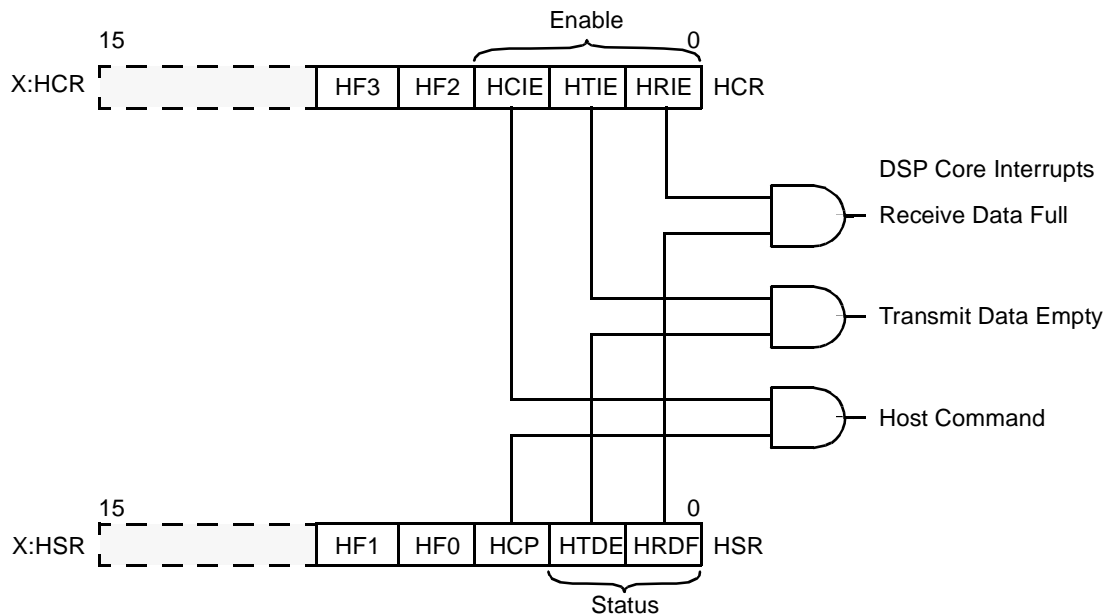 Enable
15 0
X:HCR HF3 HF2 HCIE HTIE HRIE HCR
DSP Core Interrupts
Receive Data Full
Transmit Data Empty
Host Command
15 0
X:HSR HF1 HF0 HCP HTDE HRDF HSR
Status